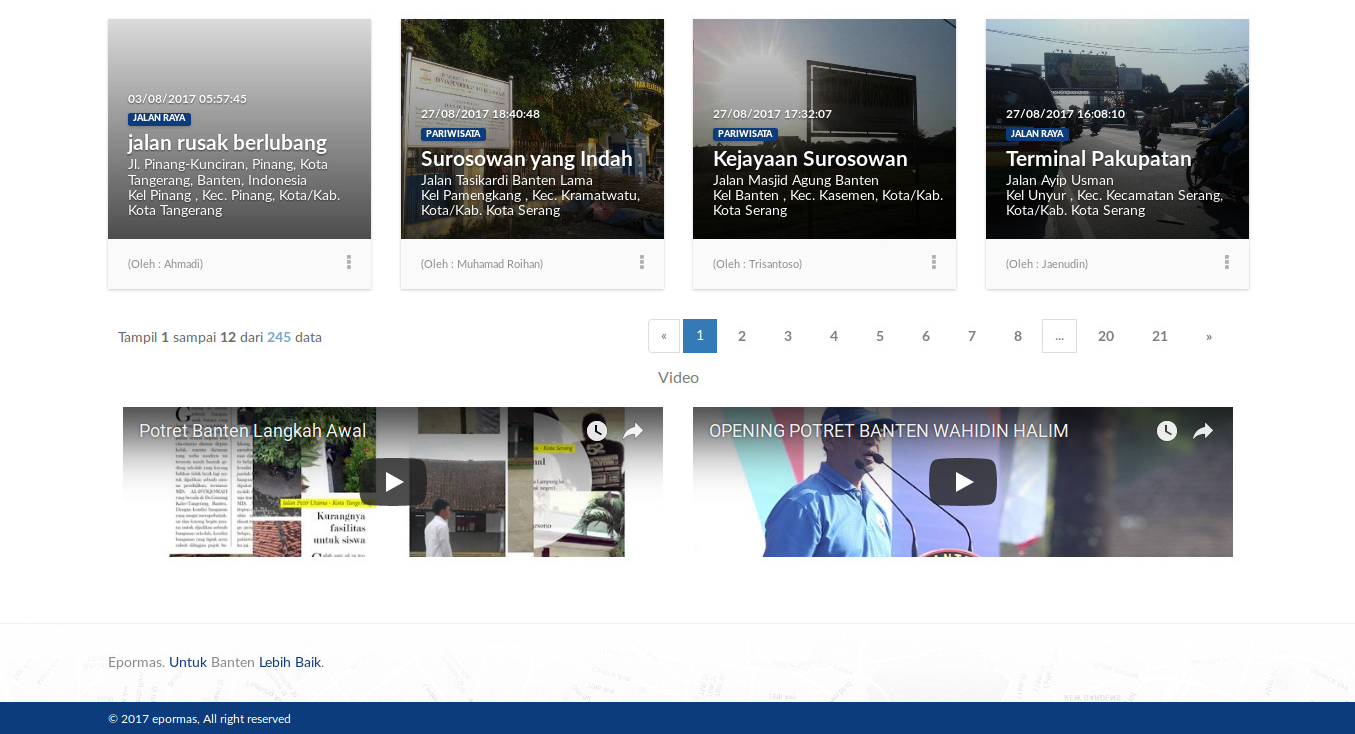 03/08/2017 05:57:45
JALAN RAYA
jalan rusak berlubang
Jl. Pinang-Kunciran, Pinang, Kota
Tangerang, Banten, Indonesia
Kel Pinang , Kec. Pinang, Kota/Kab.
Kota Tangerang
(Oleh : Ahmadi)
27/08/2017 18:40:48
PARIWISATA
Surosowan yang Indah
Jalan Tasikardi Banten Lama
Kel Pamengkang , Kec. Kramatwatu,
Kota/Kab. Kota Serang
(Oleh : Muhamad Roihan)
27/08/2017 17:32:07
PARIWISATA
Kejayaan Surosowan
Jalan Masjid Agung Banten
Kel Banten , Kec. Kasemen, Kota/Kab.
Kota Serang
(Oleh : Trisantoso)
27/08/2017 16:08:10
JALAN RAYA
Terminal Pakupatan
Jalan Ayip Usman
Kel Unyur , Kec. Kecamatan Serang,
Kota/Kab. Kota Serang
(Oleh : Jaenudin)
Tampil 1 sampai 12 dari 245 data
« 1 2 3 4 5 6 7 8 ... 20 21 »
Video
Potret Banten Langkah Awal
Kurangnya
fasilitas
untuk siswa
OPENING POTRET BANTEN WAHIDIN HALIM
Epormas. Untuk Banten Lebih Baik.
© 2017 epormas, All right reserved